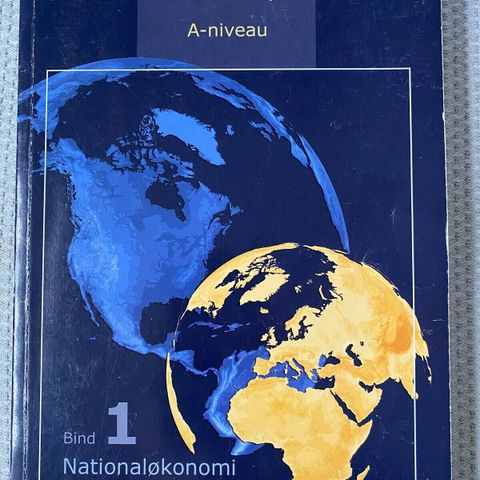 A-niveau
Bind 1
Nationaløkonomi